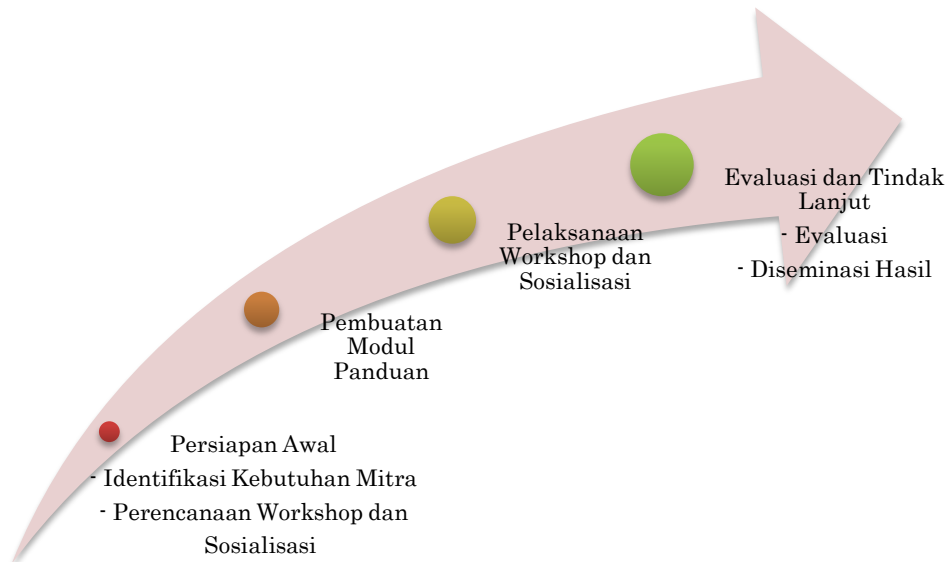 Persiapan Awal
- Identifikasi Kebutuhan Mitra
- Perencanaan Workshop dan
Sosialisasi
Pembuatan
Modul
Panduan
Pelaksanaan
Workshop dan
Sosialisasi
Evaluasi dan Tindak
Lanjut
- Evaluasi
- Diseminasi Hasil